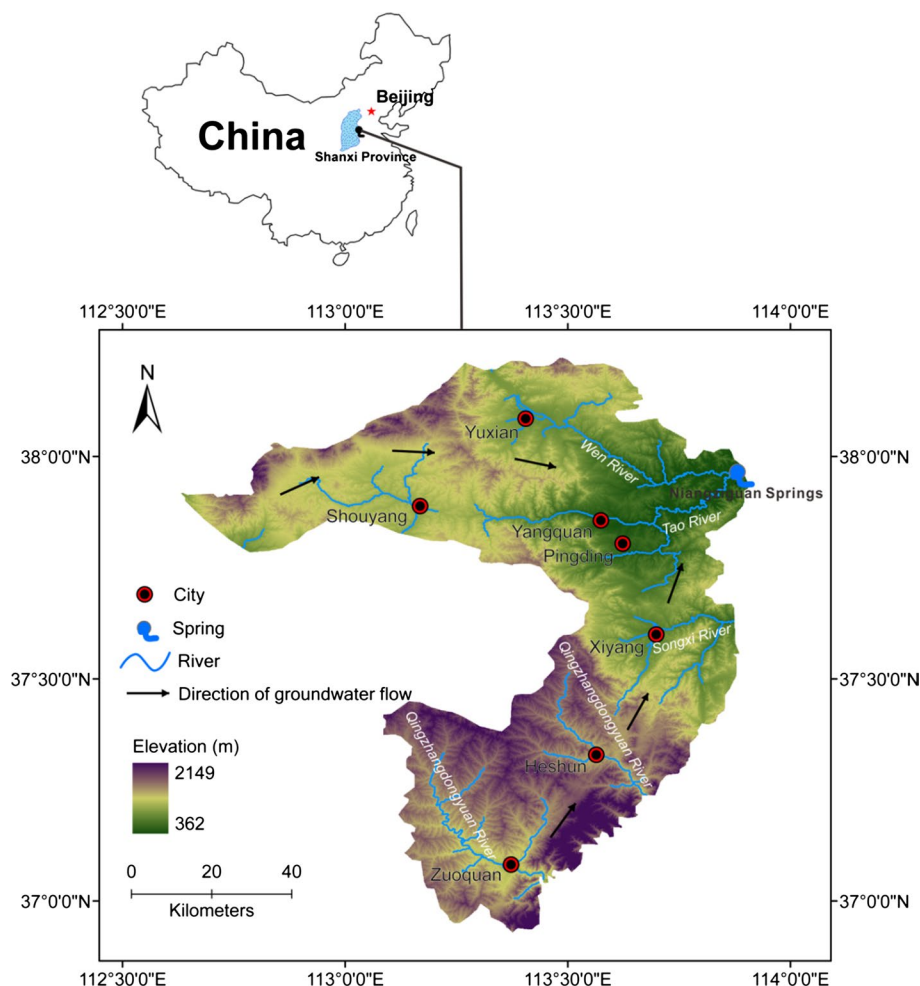 Beijing
China
Shanxi Province
112°30'0"E 113°0'0"E 113°30'0"E 114°0'0"E
N
Yuxian
38°0'0"N 38°0'0"N
Wen River
Niangziguan Springs
Shouyang
Yangquan
Tao River
Pingding
City
Spring
Xiyang
Songxi River
River
37°30'0"N 37°30'0"N
Direction of groundwater flow
Qingzhangdongyuan River
Qingzhangdongyuan River
Elevation (m)
2149
362
Heshun
Zuoquan
0 20 40
Kilometers
37°0'0"N 37°0'0"N
112°30'0"E 113°0'0"E 113°30'0"E 114°0'0"E